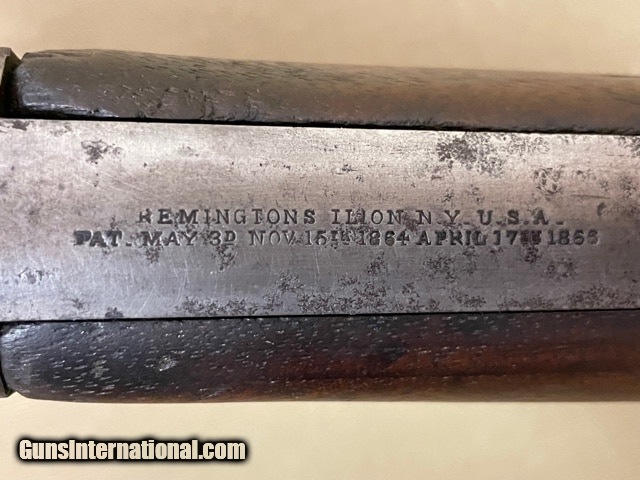 REMINGTONS ILION N.Y. U.S.A.
PAT. MAY 3D NOV. 15TH 1864 APRIL 17TH 1866
GunsInternational.com